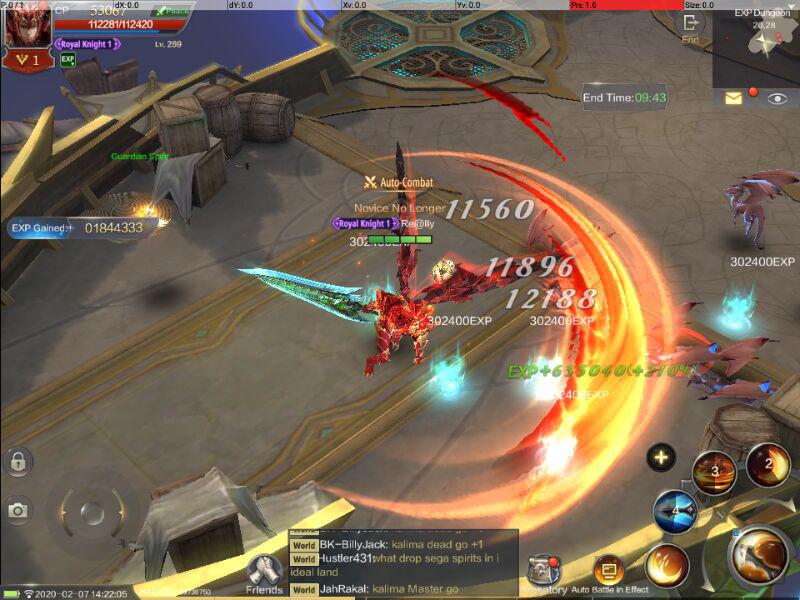 P: 0 / 1 dX: 0.0 dY: 0.0 Xv: 0.0 Yv: 0.0 Prs: 1.0 Size: 0.0
CP 53067
Peace
112281/112420
Royal Knight 1
Lv. 289
1
EXP
End
EXP Dungeon
20,28
End Time:09:43
Guardian Spirit
EXP Gained:
01844333
Auto-Combat
Novice No Longer
Royal Knight 1 Re@lly
11560
11896
12188
302400EXP
302400EXP
302400EXP
EXP+635040(+210%)
3
2
4
World BK-BillyJack: kalima dead go +1
World Hustler431: what drop sega spirits in i
deal land
World JahRakal: kalima Master go
Friends
Inventory
Auto Battle in Effect
2020-02-07 14:22:05